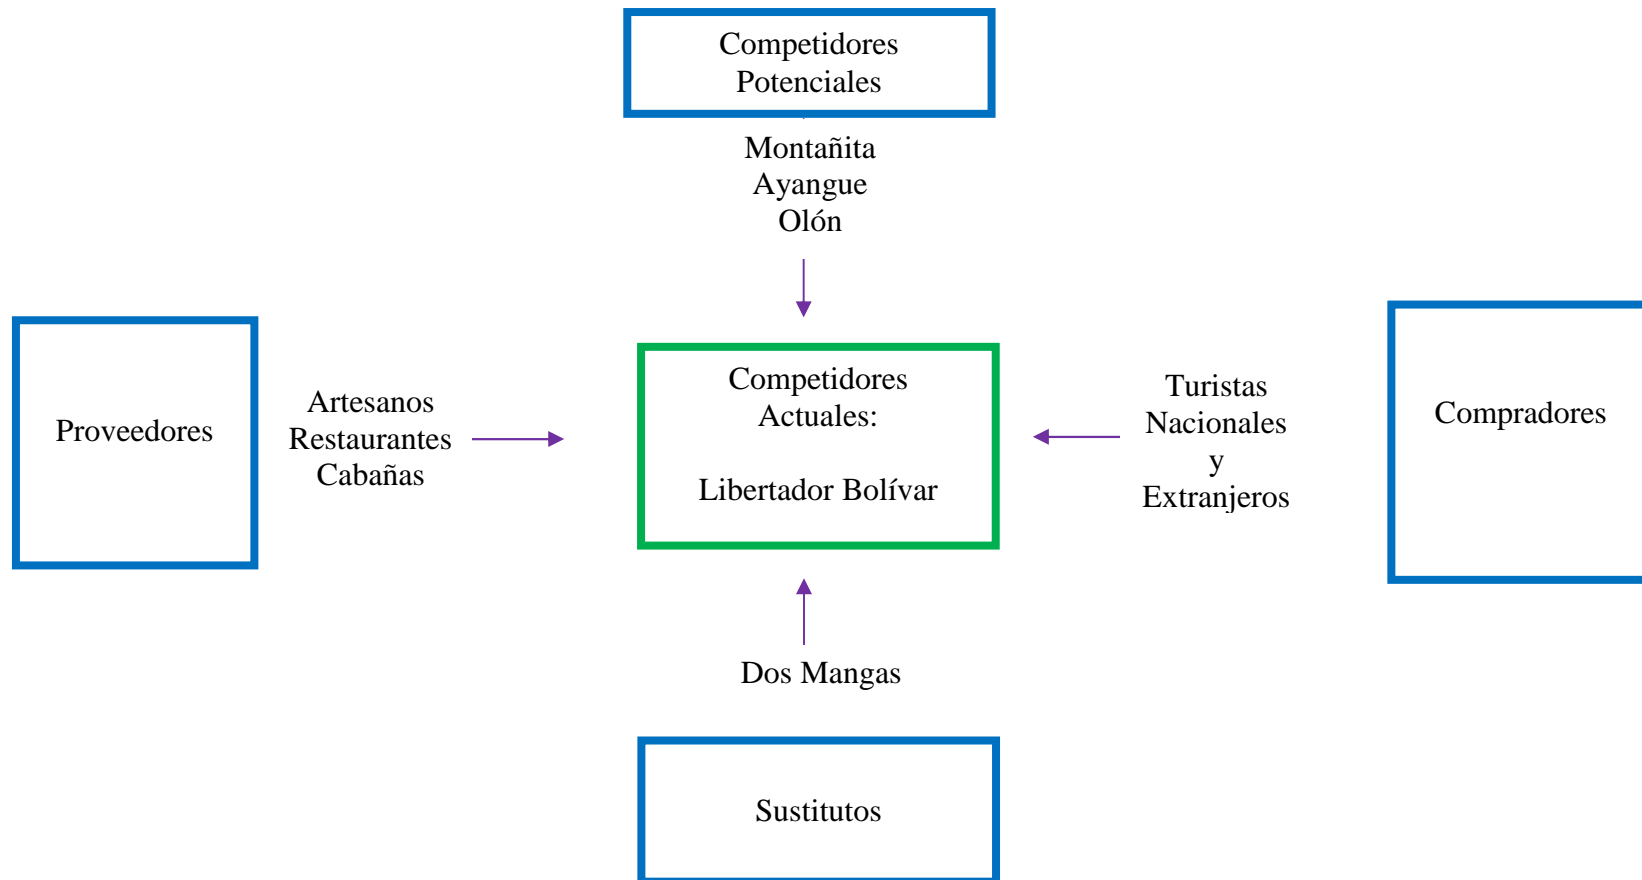 Competidores
Potenciales
Montañita
Ayangue
Olón
Proveedores
Artesanos
Restaurantes
Cabañas
Competidores
Actuales:
Libertador Bolívar
Turistas
Nacionales
y
Extranjeros
Compradores
Dos Mangas
Sustitutos